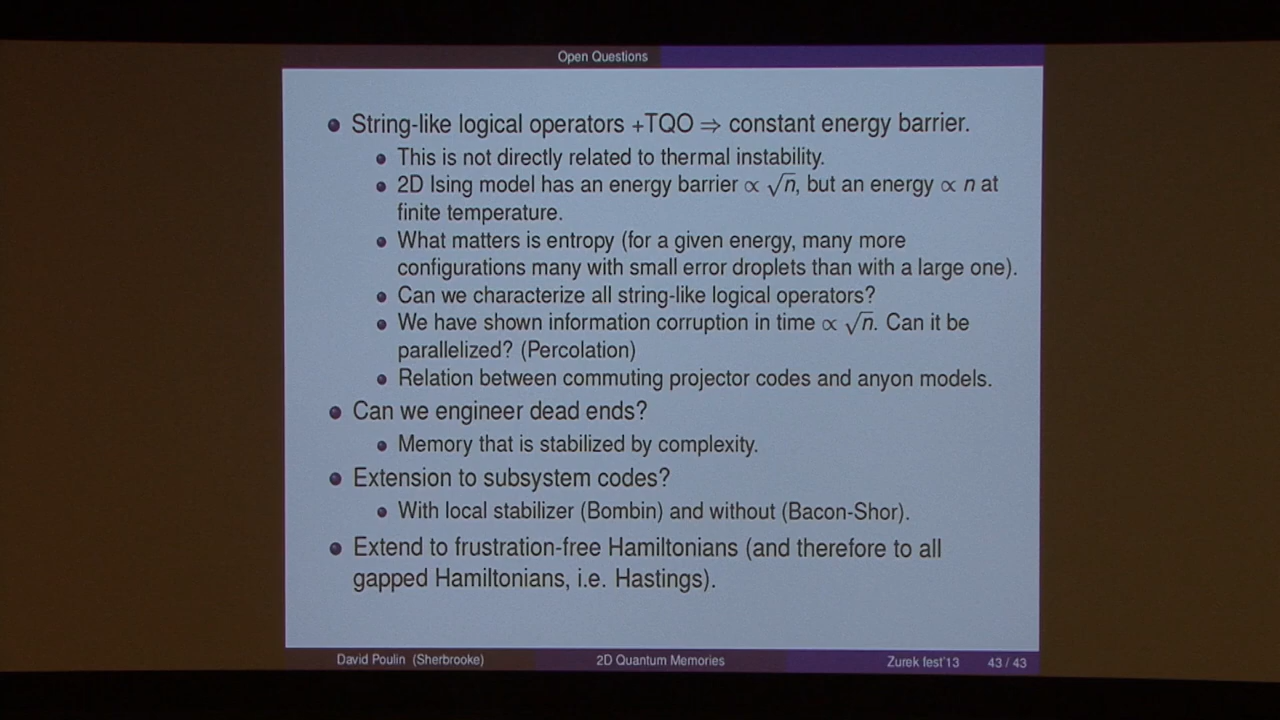 Open Questions
String-like logical operators +TQO ⇒ constant energy barrier.
This is not directly related to thermal instability.
2D Ising model has an energy barrier ∝ √n, but an energy ∝ n at
finite temperature.
What matters is entropy (for a given energy, many more
configurations many with small error droplets than with a large one).
Can we characterize all string-like logical operators?
We have shown information corruption in time ∝ √n. Can it be
parallelized? (Percolation)
Relation between commuting projector codes and anyon models.
Can we engineer dead ends?
Memory that is stabilized by complexity.
Extension to subsystem codes?
With local stabilizer (Bombin) and without (Bacon-Shor).
Extend to frustration-free Hamiltonians (and therefore to all
gapped Hamiltonians, i.e. Hastings).
David Poulin (Sherbrooke) 2D Quantum Memories Zurek fest'13 43 / 43